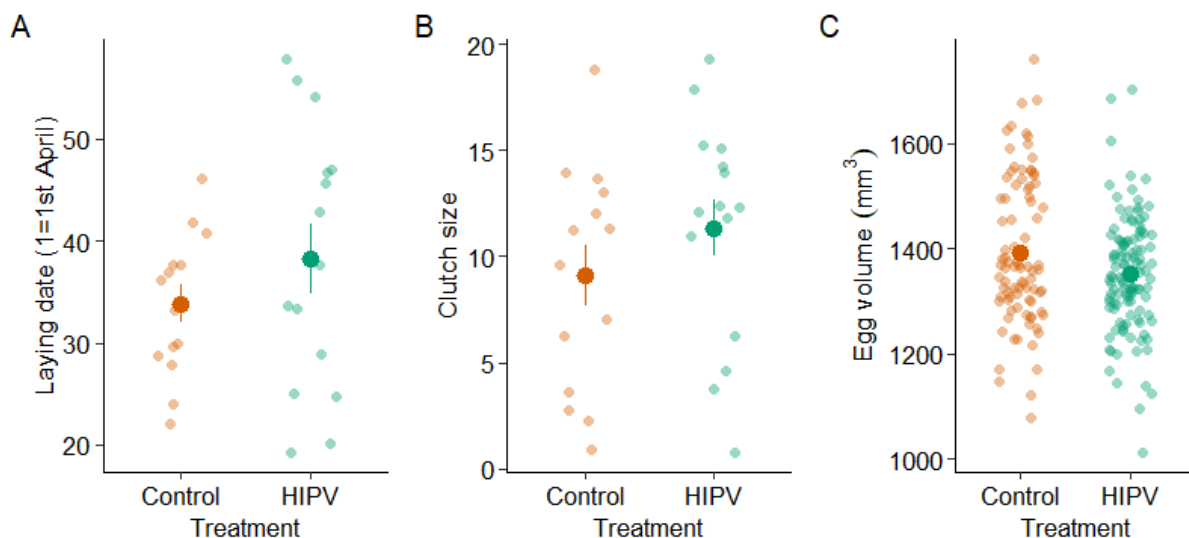 A
Laying date (1=1st April)
50
40
30
20
Control HIPV
Treatment
B
Clutch size
20
15
10
5
0
Control HIPV
Treatment
C
Egg volume (mm³)
1600
1400
1200
1000
Control HIPV
Treatment